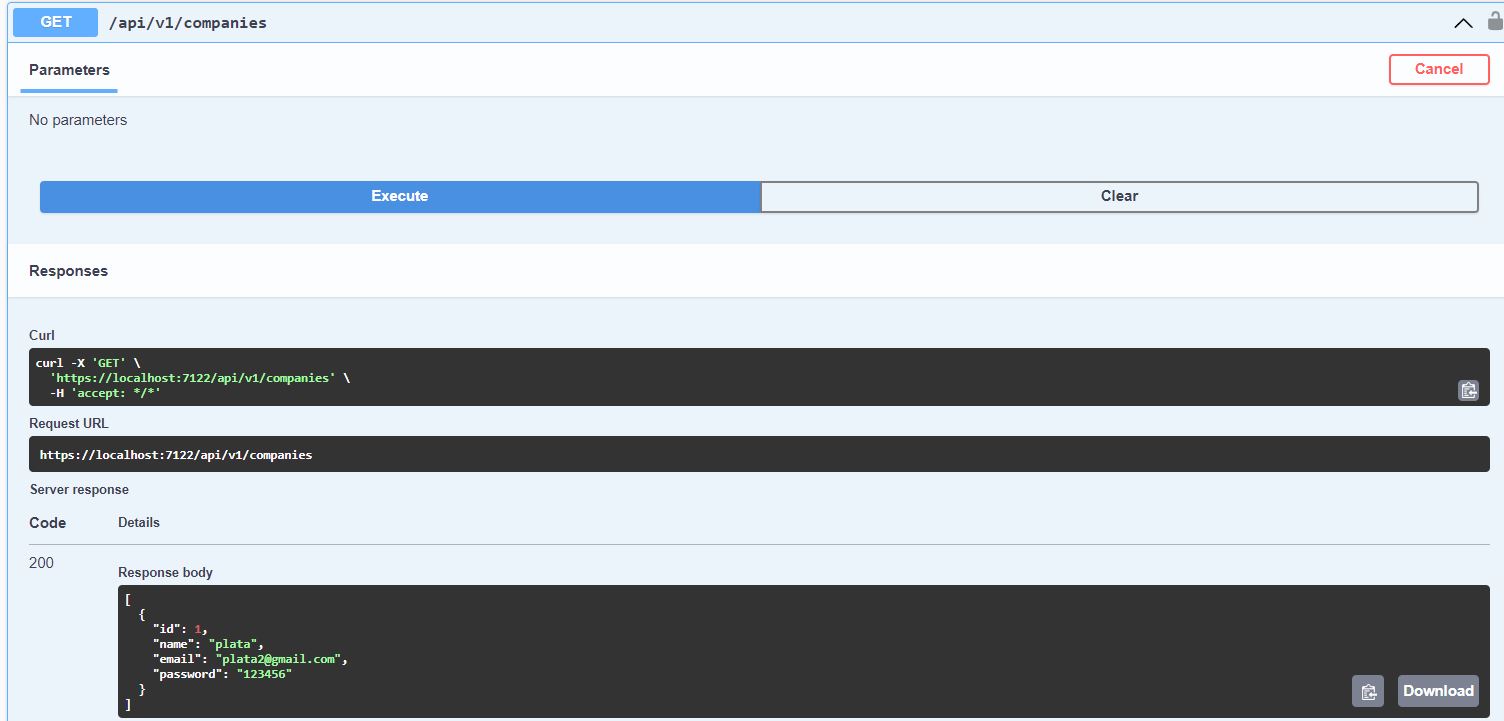 GET /api/v1/companies
Parameters
Cancel
No parameters
Execute
Clear
Responses
Curl
curl -X 'GET' \
  'https://localhost:7122/api/v1/companies' \
  -H 'accept: */*'
Request URL
https://localhost:7122/api/v1/companies
Server response
Code Details
200
Response body
[
  {
    "id": 1,
    "name": "plata",
    "email": "plata2@gmail.com",
    "password": "123456"
  }
]
Download